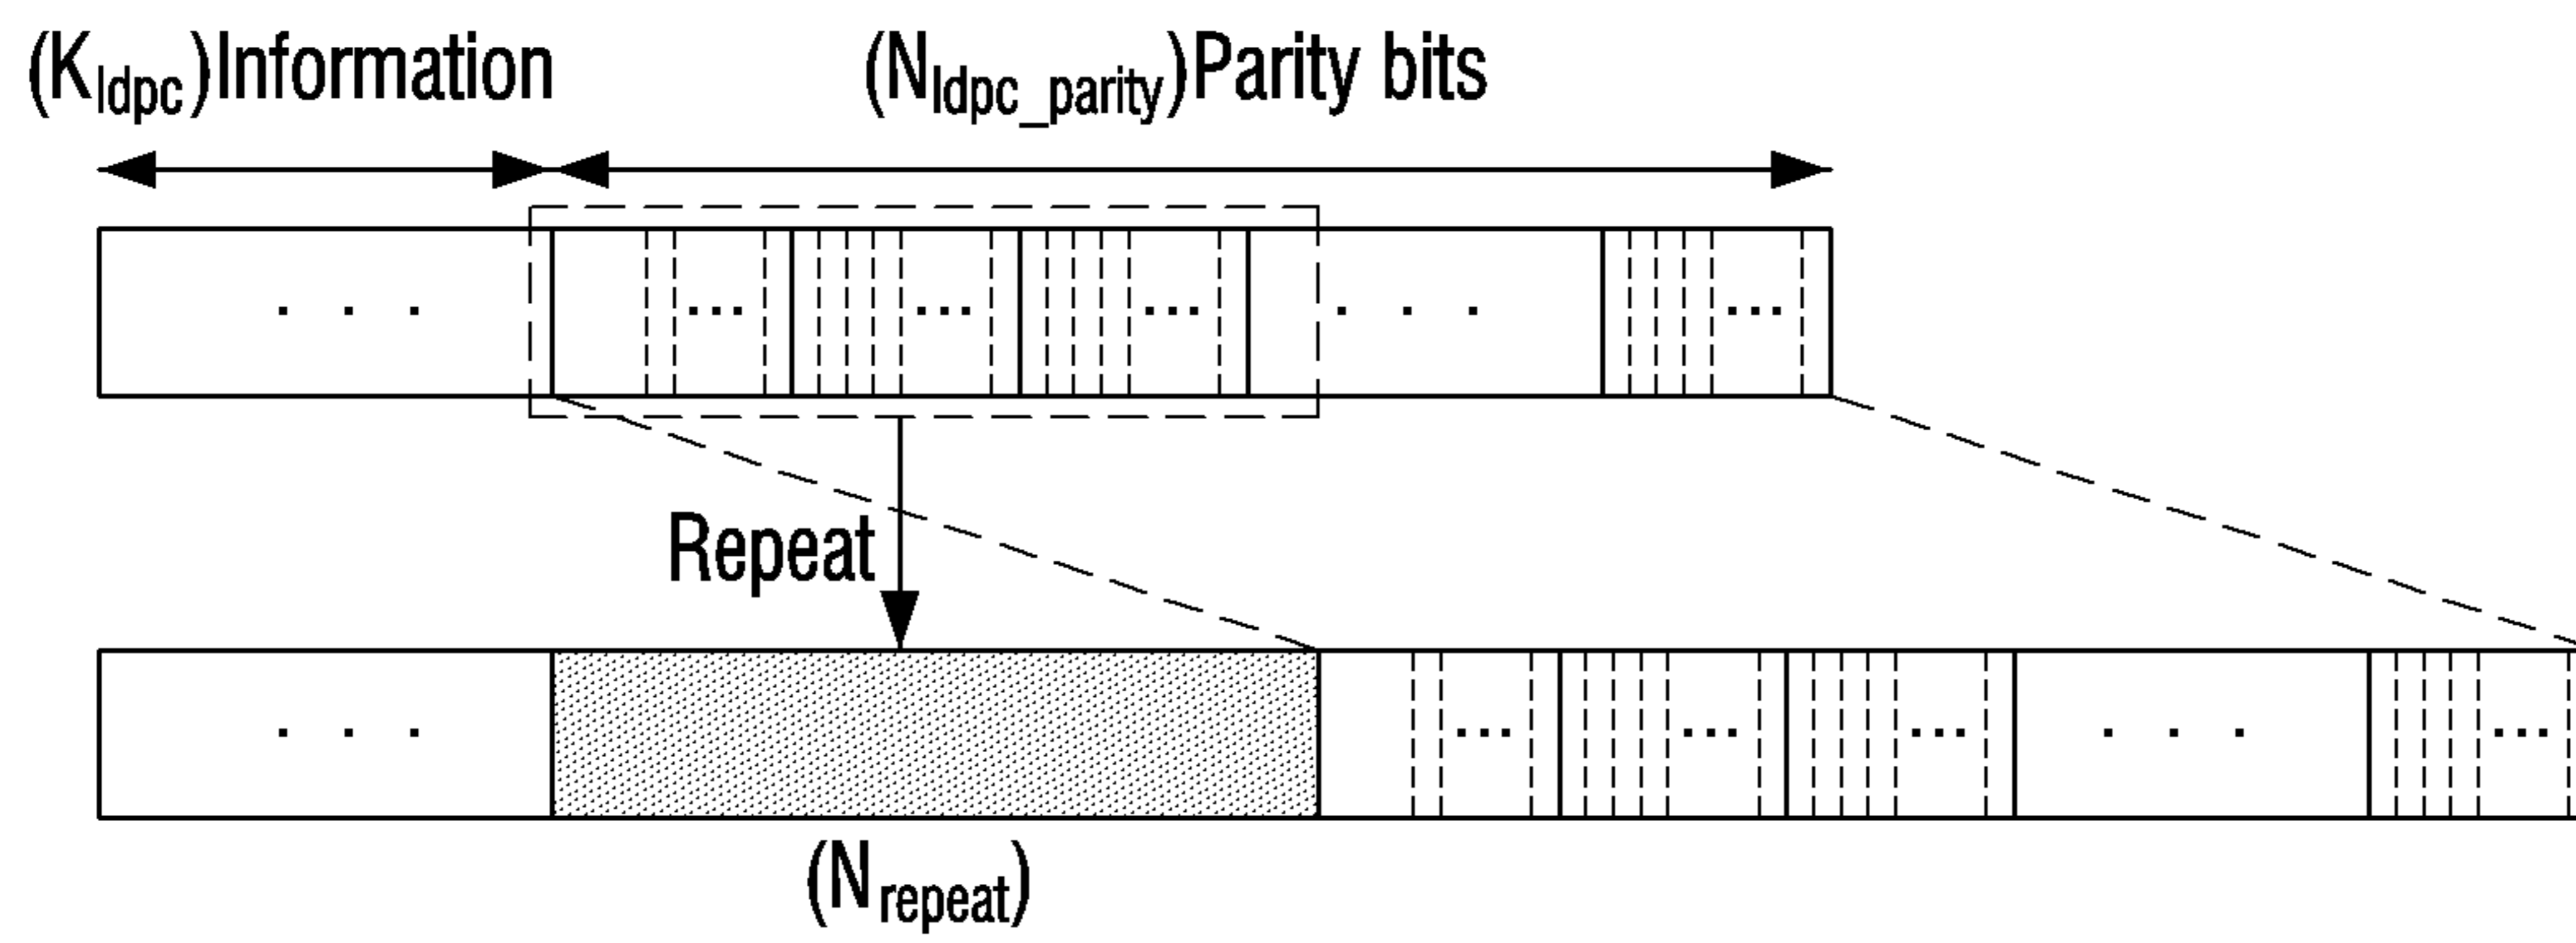 (Kldpc)Information
(Nldpc_parity)Parity bits
Repeat
(Nrepeat)